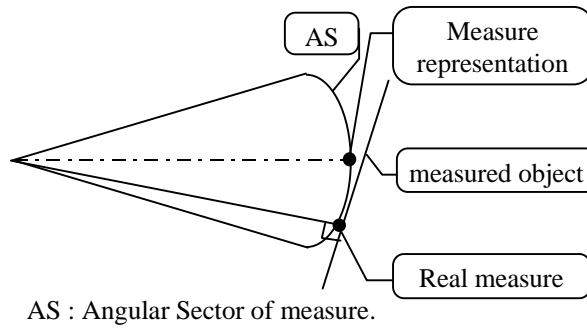 AS
Measure
representation
measured object
Real measure
AS : Angular Sector of measure.